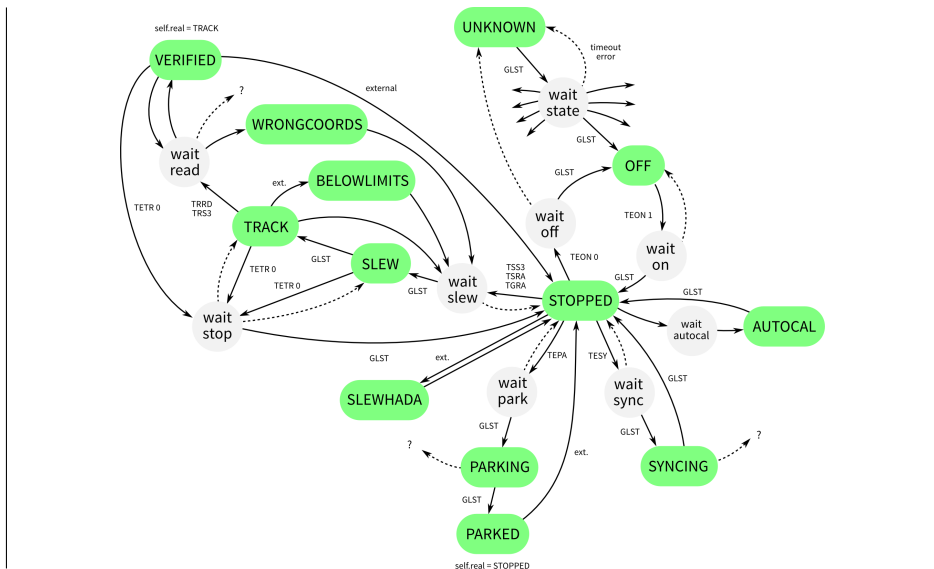 self.real = TRACK
UNKNOWN
VERIFIED
timeout
error
GLST
external
?
wait
state
WRONGCOORDS
GLST
wait
read
OFF
BELOWLIMITS
ext.
GLST
TRRD
TRS3
TETR 0
TEON 1
TRACK
wait
off
wait
on
GLST
SLEW
TETR 0
TEON 0
TETR 0
GLST
wait
slew
TSS3
TSRA
TGRA
GLST
GLST
STOPPED
wait
stop
wait
autocal
AUTOCAL
GLST
ext.
TEPA
TESY
GLST
SLEWHADA
wait
park
wait
sync
GLST
GLST
?
?
ext.
PARKING
SYNCING
GLST
PARKED
self.real = STOPPED